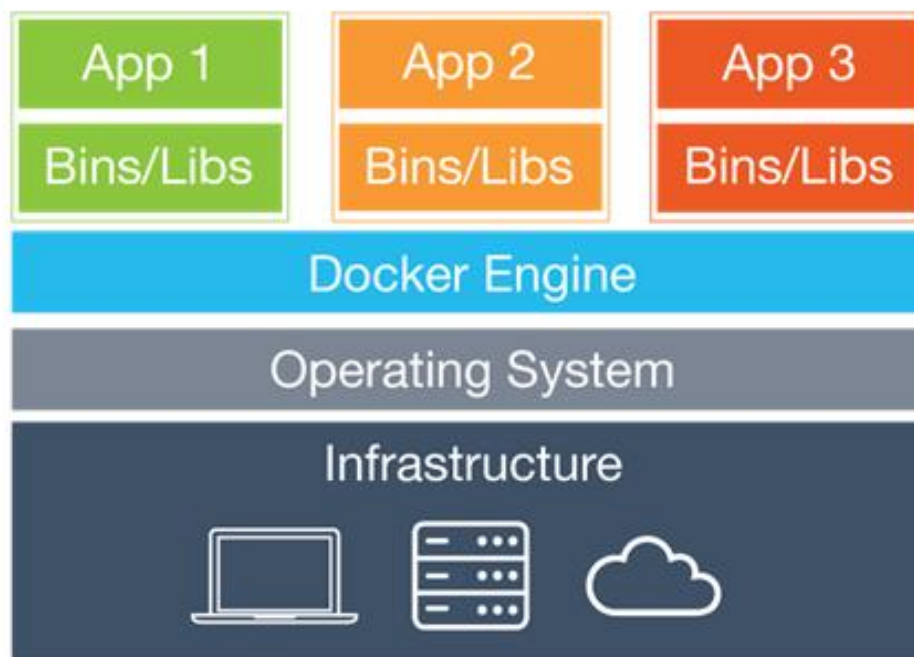 App 1
App 2
App 3
Bins/Libs
Bins/Libs
Bins/Libs
Docker Engine
Operating System
Infrastructure